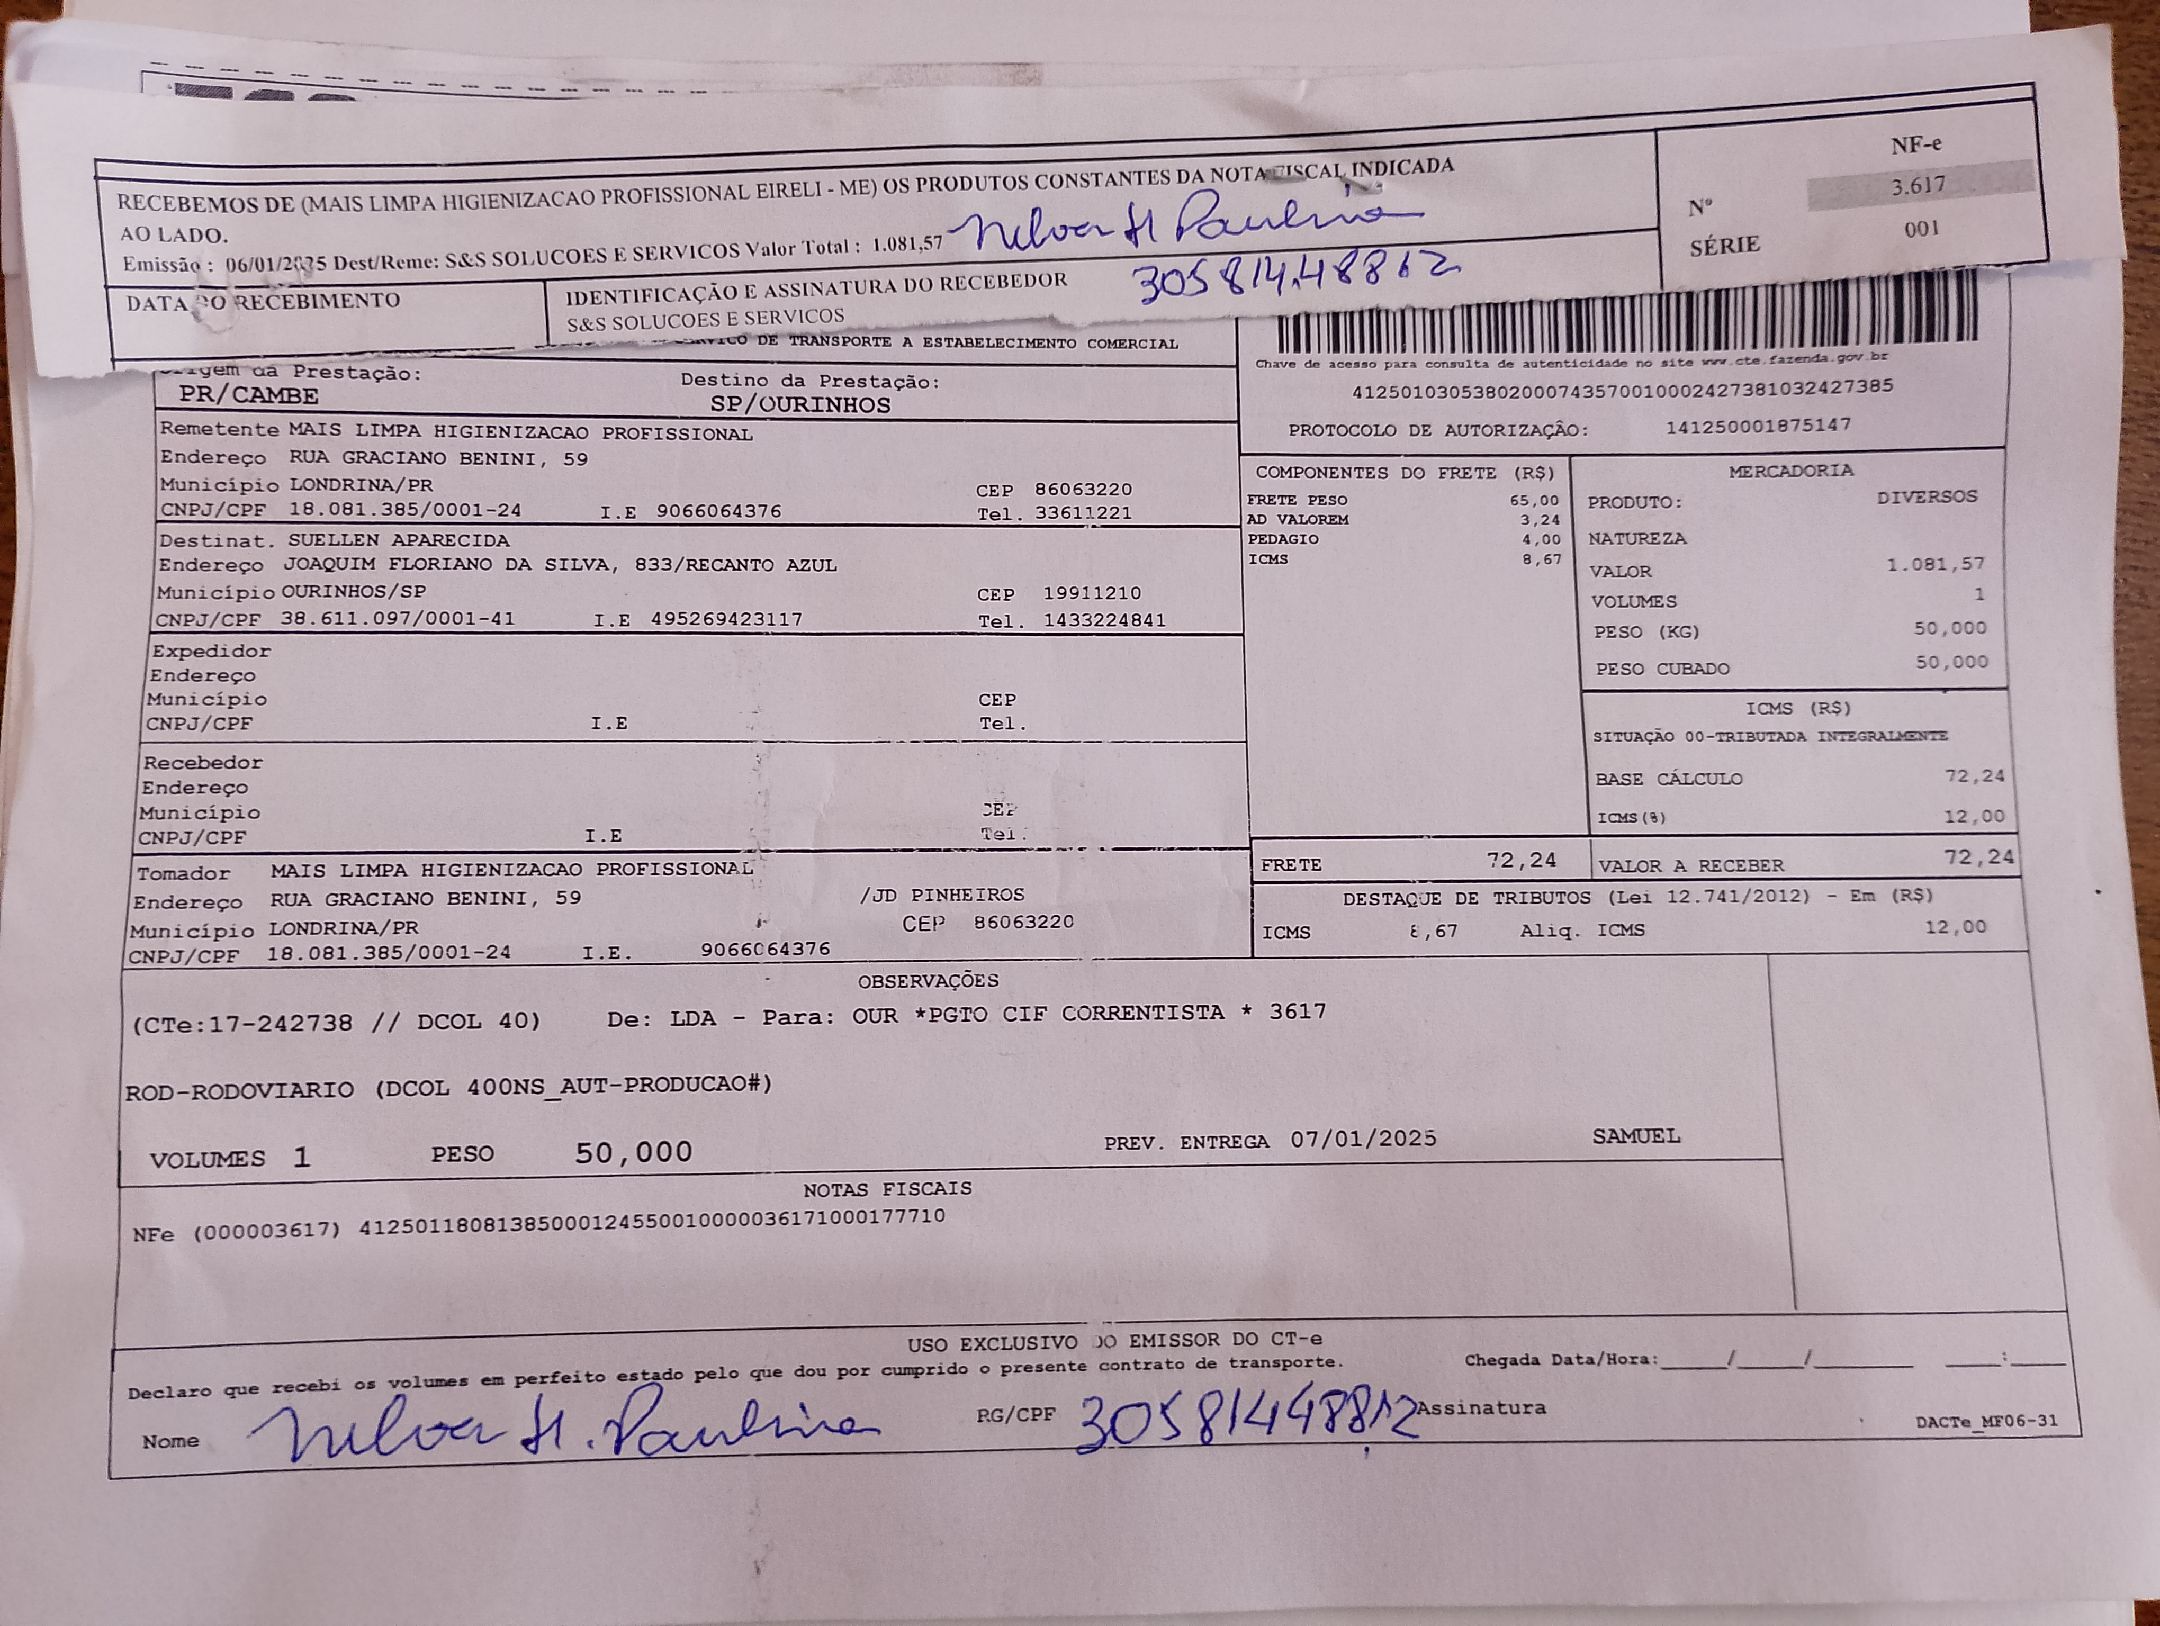 RECEBEMOS DE (MAIS LIMPA HIGIENIZACAO PROFISSIONAL EIRELI - ME) OS PRODUTOS CONSTANTES DA NOTA FISCAL INDICADA
AO LADO.
Emissão : 06/01/2025 Dest/Reme: S&S SOLUCOES E SERVICOS Valor Total : 1.081,57
DATA DO RECEBIMENTO
IDENTIFICAÇÃO E ASSINATURA DO RECEBEDOR
30581448812
S&S SOLUCOES E SERVICOS
NF-e
Nº 3.617
SÉRIE 001
DE TRANSPORTE A ESTABELECIMENTO COMERCIAL
Origem da Prestação:
PR/CAMBE
Destino da Prestação:
SP/OURINHOS
Chave de acesso para consulta de autenticidade no site www.cte.fazenda.gov.br
41250103053802000743570010002427381032427385
PROTOCOLO DE AUTORIZAÇÂO: 141250001875147
Remetente MAIS LIMPA HIGIENIZACAO PROFISSIONAL
Endereço RUA GRACIANO BENINI, 59
Município LONDRINA/PR CEP 86063220
CNPJ/CPF 18.081.385/0001-24 I.E 9066064376 Tel. 33611221
Destinat. SUELLEN APARECIDA
Endereço JOAQUIM FLORIANO DA SILVA, 833/RECANTO AZUL
Município OURINHOS/SP CEP 19911210
CNPJ/CPF 38.611.097/0001-41 I.E 495269423117 Tel. 1433224841
Expedidor
Endereço
Município CEP
CNPJ/CPF I.E Tel.
Recebedor
Endereço
Município CEP
CNPJ/CPF I.E Tel.
Tomador MAIS LIMPA HIGIENIZACAO PROFISSIONAL
Endereço RUA GRACIANO BENINI, 59 /JD PINHEIROS
Município LONDRINA/PR CEP 86063220
CNPJ/CPF 18.081.385/0001-24 I.E. 9066064376
COMPONENTES DO FRETE (R$)
FRETE PESO 65,00
AD VALOREM 3,24
PEDAGIO 4,00
ICMS 8,67
MERCADORIA
PRODUTO: DIVERSOS
NATUREZA
VALOR 1.081,57
VOLUMES 1
PESO (KG) 50,000
PESO CUBADO 50,000
ICMS (R$)
SITUAÇÃO 00-TRIBUTADA INTEGRALMENTE
BASE CÁLCULO 72,24
ICMS(%) 12,00
FRETE 72,24 VALOR A RECEBER 72,24
DESTAQUE DE TRIBUTOS (Lei 12.741/2012) - Em (R$)
ICMS 8,67 Aliq. ICMS 12,00
OBSERVAÇÕES
(CTe:17-242738 // DCOL 40) De: LDA - Para: OUR *PGTO CIF CORRENTISTA * 3617
ROD-RODOVIARIO (DCOL 400NS_AUT-PRODUCAO#)
VOLUMES 1 PESO 50,000 PREV. ENTREGA 07/01/2025 SAMUEL
NOTAS FISCAIS
NFe (000003617) 41250118081385000124550010000036171000177710
USO EXCLUSIVO DO EMISSOR DO CT-e
Declaro que recebi os volumes em perfeito estado pelo que dou por cumprido o presente contrato de transporte. Chegada Data/Hora:____/____/______ ___:___
Nome RG/CPF 30581448812 Assinatura
DACTe_MF06-31